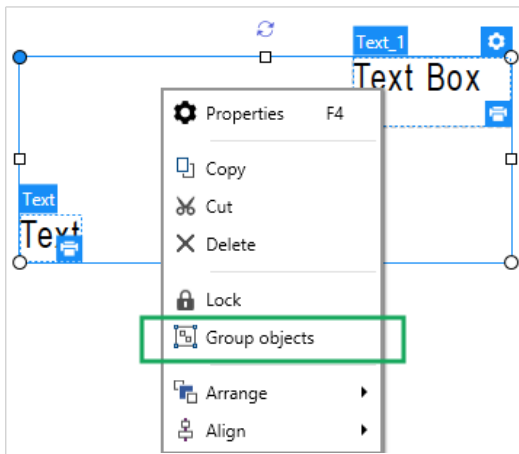 Text_1
Text Box
Properties F4
Copy
Text
Cut
Text
Delete
Lock
Group objects
Arrange
Align